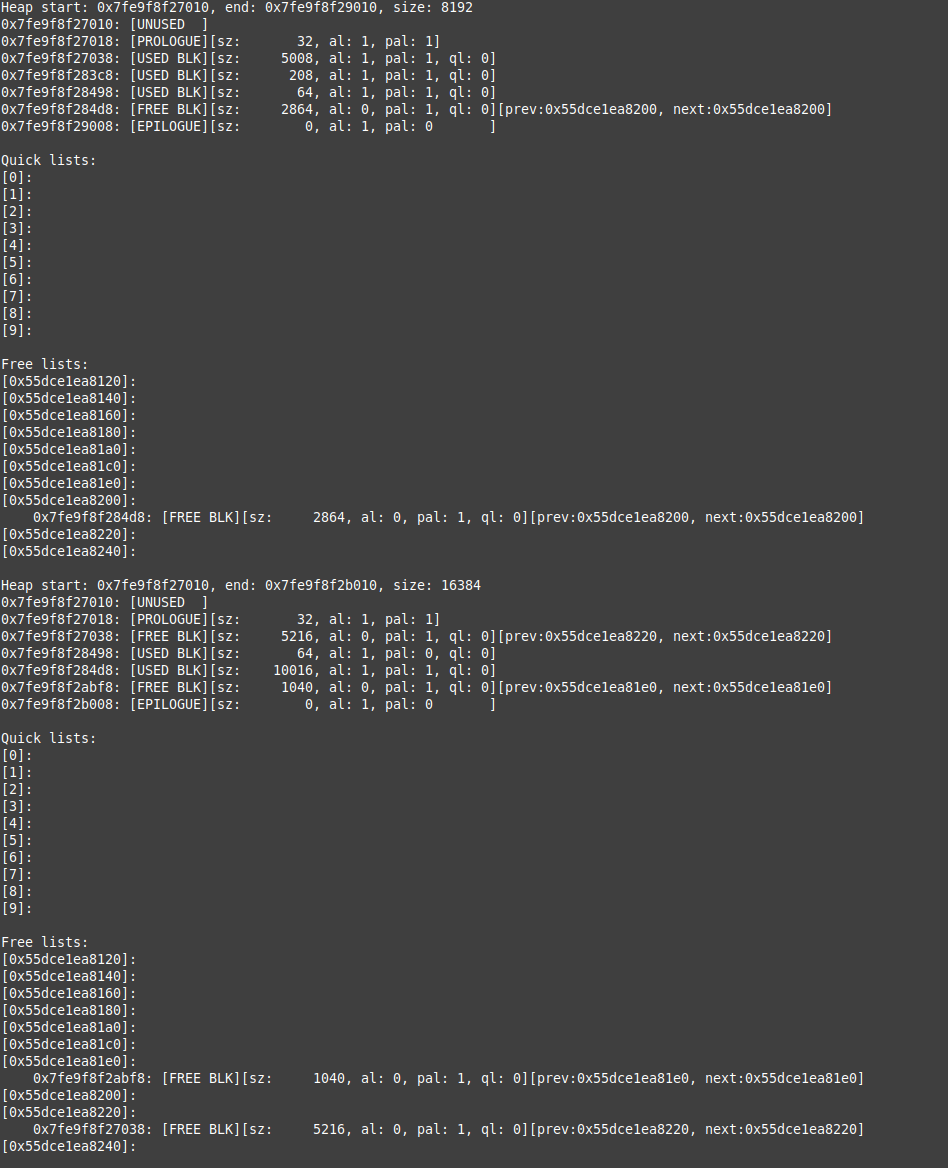 Heap start: 0x7fe9f8f27010, end: 0x7fe9f8f29010, size: 8192
0x7fe9f8f27010: [UNUSED  ]
0x7fe9f8f27018: [PROLOGUE][sz:       32, al: 1, pal: 1]
0x7fe9f8f27038: [USED BLK][sz:     5008, al: 1, pal: 1, ql: 0]
0x7fe9f8f283c8: [USED BLK][sz:      208, al: 1, pal: 1, ql: 0]
0x7fe9f8f28498: [USED BLK][sz:       64, al: 1, pal: 1, ql: 0]
0x7fe9f8f284d8: [FREE BLK][sz:     2864, al: 0, pal: 1, ql: 0][prev:0x55dce1ea8200, next:0x55dce1ea8200]
0x7fe9f8f29008: [EPILOGUE][sz:        0, al: 1, pal: 0       ]
Quick lists:
[0]:
[1]:
[2]:
[3]:
[4]:
[5]:
[6]:
[7]:
[8]:
[9]:
Free lists:
[0x55dce1ea8120]:
[0x55dce1ea8140]:
[0x55dce1ea8160]:
[0x55dce1ea8180]:
[0x55dce1ea81a0]:
[0x55dce1ea81c0]:
[0x55dce1ea81e0]:
[0x55dce1ea8200]:
    0x7fe9f8f284d8: [FREE BLK][sz:     2864, al: 0, pal: 1, ql: 0][prev:0x55dce1ea8200, next:0x55dce1ea8200]
[0x55dce1ea8220]:
[0x55dce1ea8240]:
Heap start: 0x7fe9f8f27010, end: 0x7fe9f8f2b010, size: 16384
0x7fe9f8f27010: [UNUSED  ]
0x7fe9f8f27018: [PROLOGUE][sz:       32, al: 1, pal: 1]
0x7fe9f8f27038: [FREE BLK][sz:     5216, al: 0, pal: 1, ql: 0][prev:0x55dce1ea8220, next:0x55dce1ea8220]
0x7fe9f8f28498: [USED BLK][sz:       64, al: 1, pal: 0, ql: 0]
0x7fe9f8f284d8: [USED BLK][sz:    10016, al: 1, pal: 1, ql: 0]
0x7fe9f8f2abf8: [FREE BLK][sz:     1040, al: 0, pal: 1, ql: 0][prev:0x55dce1ea81e0, next:0x55dce1ea81e0]
0x7fe9f8f2b008: [EPILOGUE][sz:        0, al: 1, pal: 0       ]
Quick lists:
[0]:
[1]:
[2]:
[3]:
[4]:
[5]:
[6]:
[7]:
[8]:
[9]:
Free lists:
[0x55dce1ea8120]:
[0x55dce1ea8140]:
[0x55dce1ea8160]:
[0x55dce1ea8180]:
[0x55dce1ea81a0]:
[0x55dce1ea81c0]:
[0x55dce1ea81e0]:
    0x7fe9f8f2abf8: [FREE BLK][sz:     1040, al: 0, pal: 1, ql: 0][prev:0x55dce1ea81e0, next:0x55dce1ea81e0]
[0x55dce1ea8200]:
[0x55dce1ea8220]:
    0x7fe9f8f27038: [FREE BLK][sz:     5216, al: 0, pal: 1, ql: 0][prev:0x55dce1ea8220, next:0x55dce1ea8220]
[0x55dce1ea8240]: